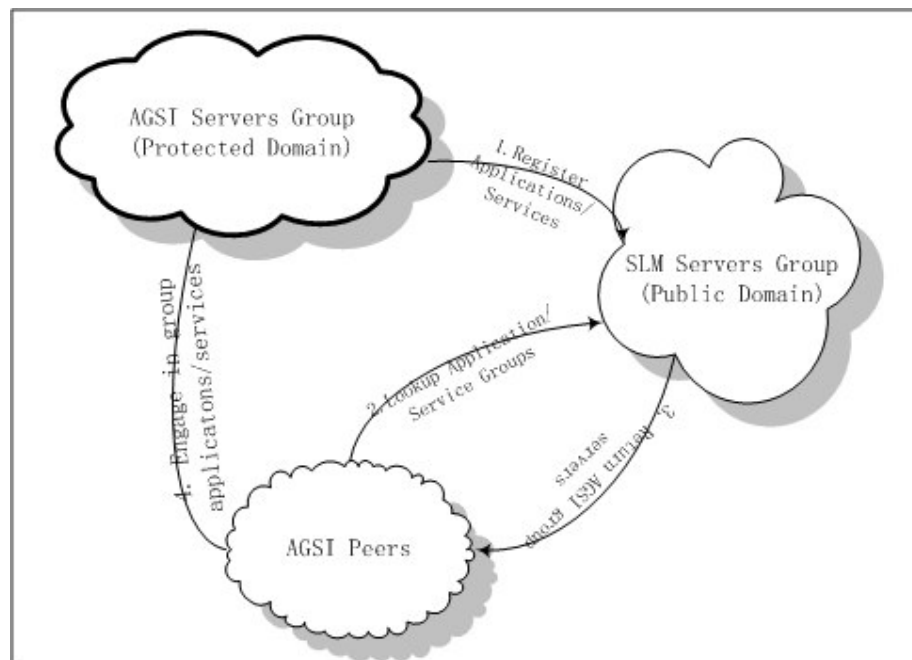 AGSI Servers Group
(Protected Domain)
1. Register
Applications/
Services
SLM Servers Group
(Public Domain)
2. Lookup Application/
Service Groups
3. Return AGSI group
servers
4. Engage in group
applicatons/services
AGSI Peers